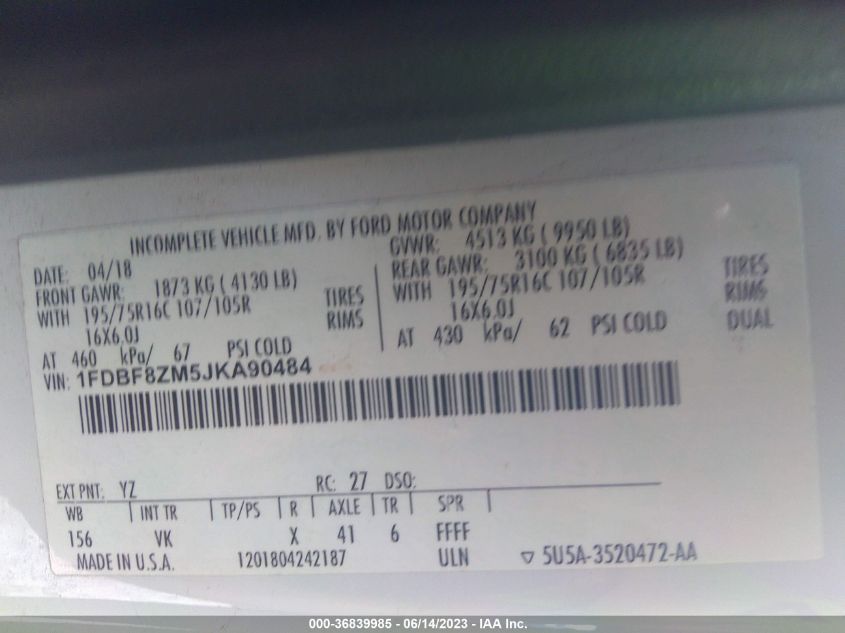 INCOMPLETE VEHICLE MFD. BY FORD MOTOR COMPANY
DATE: 04/18 GVWR: 4513 KG ( 9950 LB)
FRONT GAWR: 1873 KG ( 4130 LB) REAR GAWR: 3100 KG ( 6835 LB)
WITH 195/75R16C 107/105R TIRES WITH 195/75R16C 107/105R TIRES
16X6.0J RIMS 16X6.0J RIMS
AT 460 kPa/ 67 PSI COLD AT 430 kPa/ 62 PSI COLD DUAL
VIN: 1FDBF8ZM5JKA90484
EXT PNT: YZ RC: 27 DSO:
WB INT TR TP/PS R AXLE TR SPR
156 VK X 41 6 FFFF
MADE IN U.S.A. 1201804242187 ULN ▽ 5U5A-3520472-AA
000-36839985 - 06/14/2023 - IAA Inc.